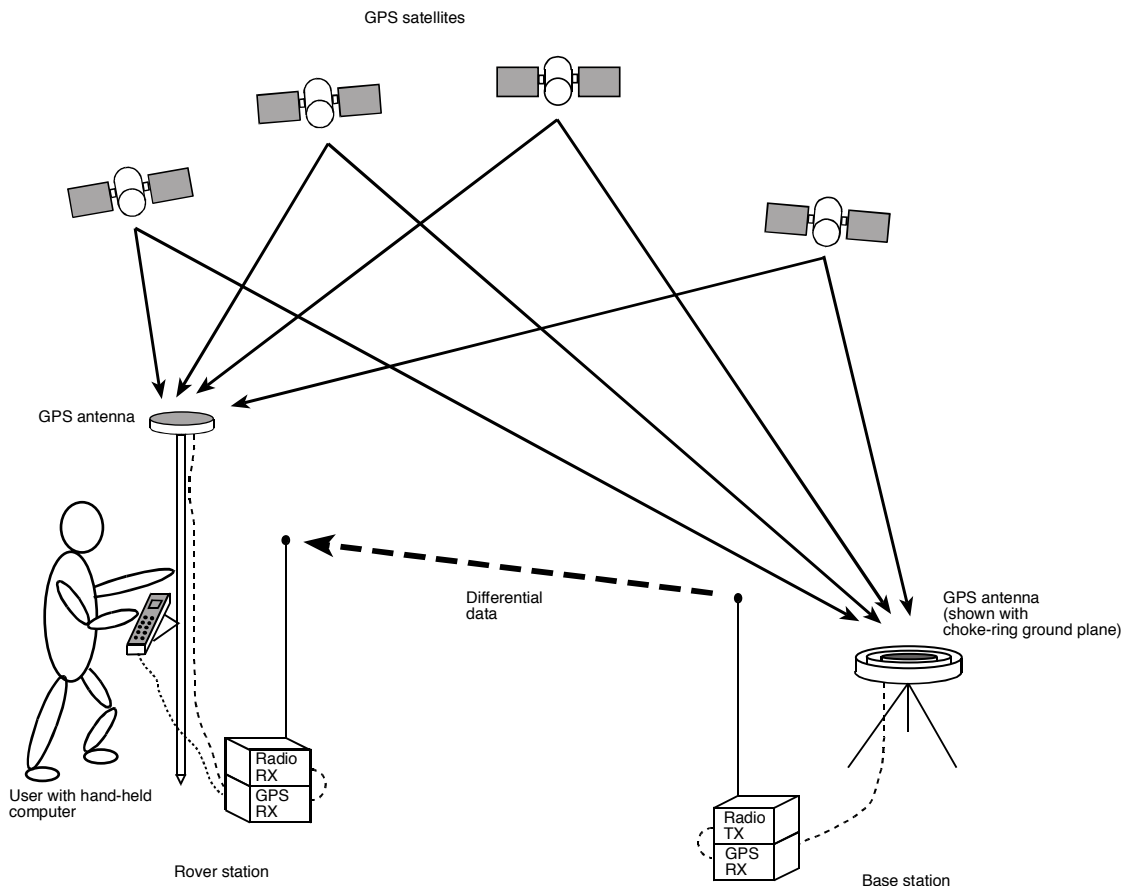 GPS satellites
GPS antenna
Differential
data
GPS antenna
(shown with
choke-ring ground plane)
Radio
RX
GPS
RX
User with hand-held
computer
Radio
TX
GPS
RX
Rover station
Base station